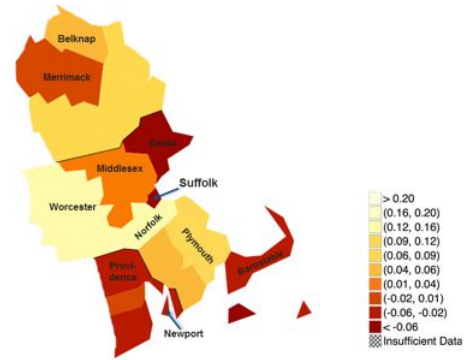 Belknap
Merrimack
Essex
Middlesex
Suffolk
Worcester
Norfolk
Plymouth
Provi-
dence
Barnstable
Newport
> 0.20
(0.16, 0.20)
(0.12, 0.16)
(0.09, 0.12)
(0.06, 0.09)
(0.04, 0.06)
(0.01, 0.04)
(-0.02, 0.01)
(-0.06, -0.02)
< -0.06
Insufficient Data